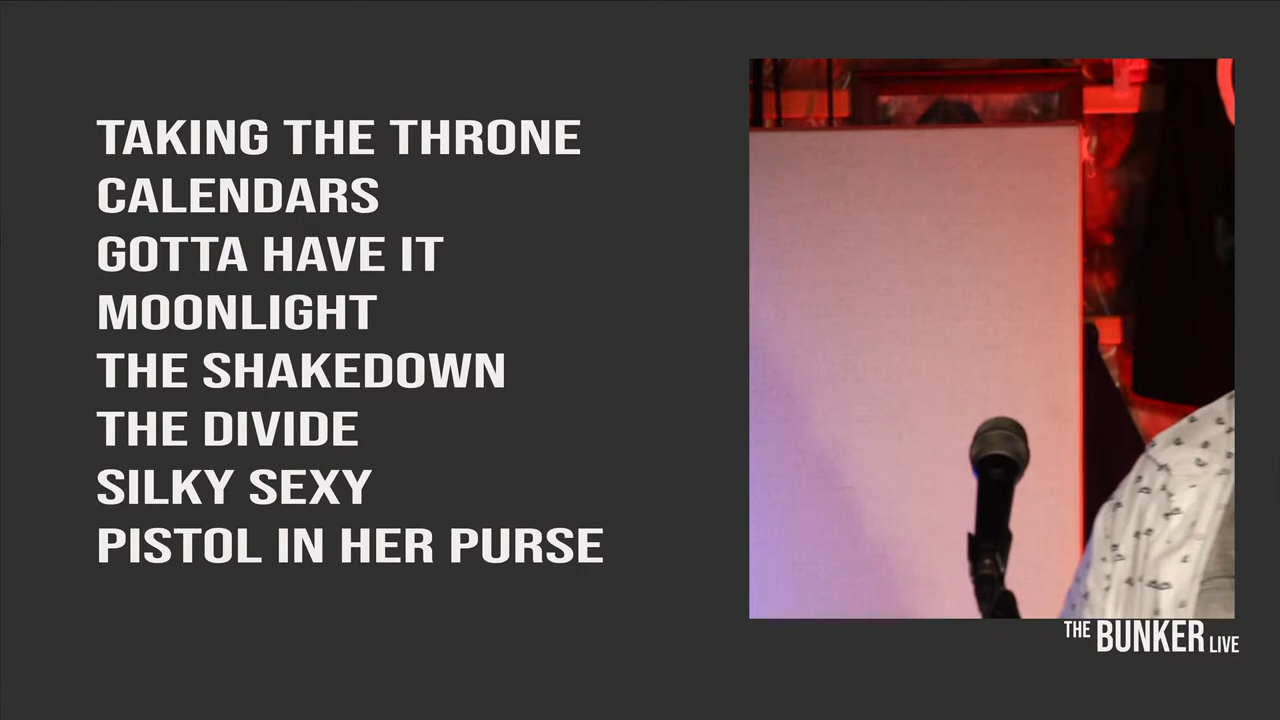 TAKING THE THRONE
CALENDARS
GOTTA HAVE IT
MOONLIGHT
THE SHAKEDOWN
THE DIVIDE
SILKY SEXY
PISTOL IN HER PURSE
THE BUNKER LIVE